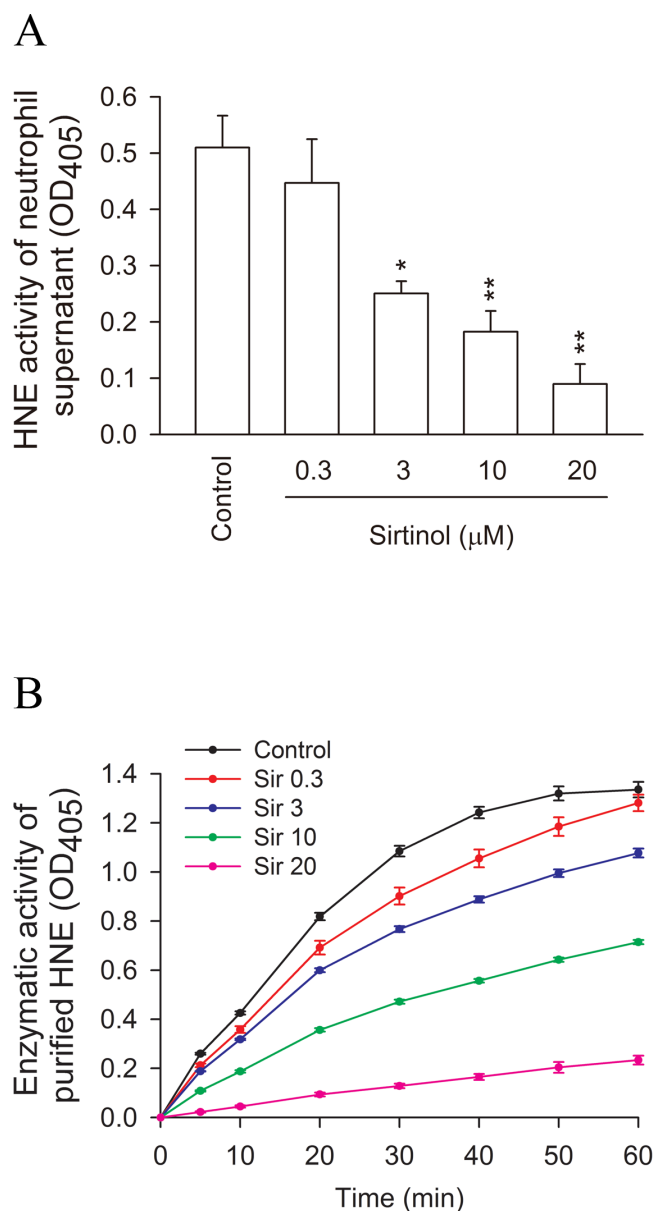 A
HNE activity of neutrophil
supernatant (OD405)
0.6
0.5
0.4
0.3
0.2
0.1
0.0
*
**
**
Control
0.3 3 10 20
Sirtinol (μM)
B
Enzymatic activity of
purified HNE (OD405)
Control
Sir 0.3
Sir 3
Sir 10
Sir 20
1.4
1.2
1.0
0.8
0.6
0.4
0.2
0.0
0 10 20 30 40 50 60
Time (min)